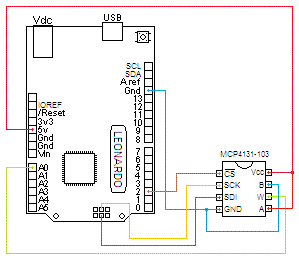 Vdc
USB
SCL
SDA
Aref
Gnd
13
12
11
10
9
8
IOREF
/Reset
3v3
5v
Gnd
Gnd
Vin
LEONARDO
7
6
5
4
3
2
1
0
A0
A1
A2
A3
A4
A5
MCP4131-103
CS
SCK
SDI
GND
Vcc
B
W
A